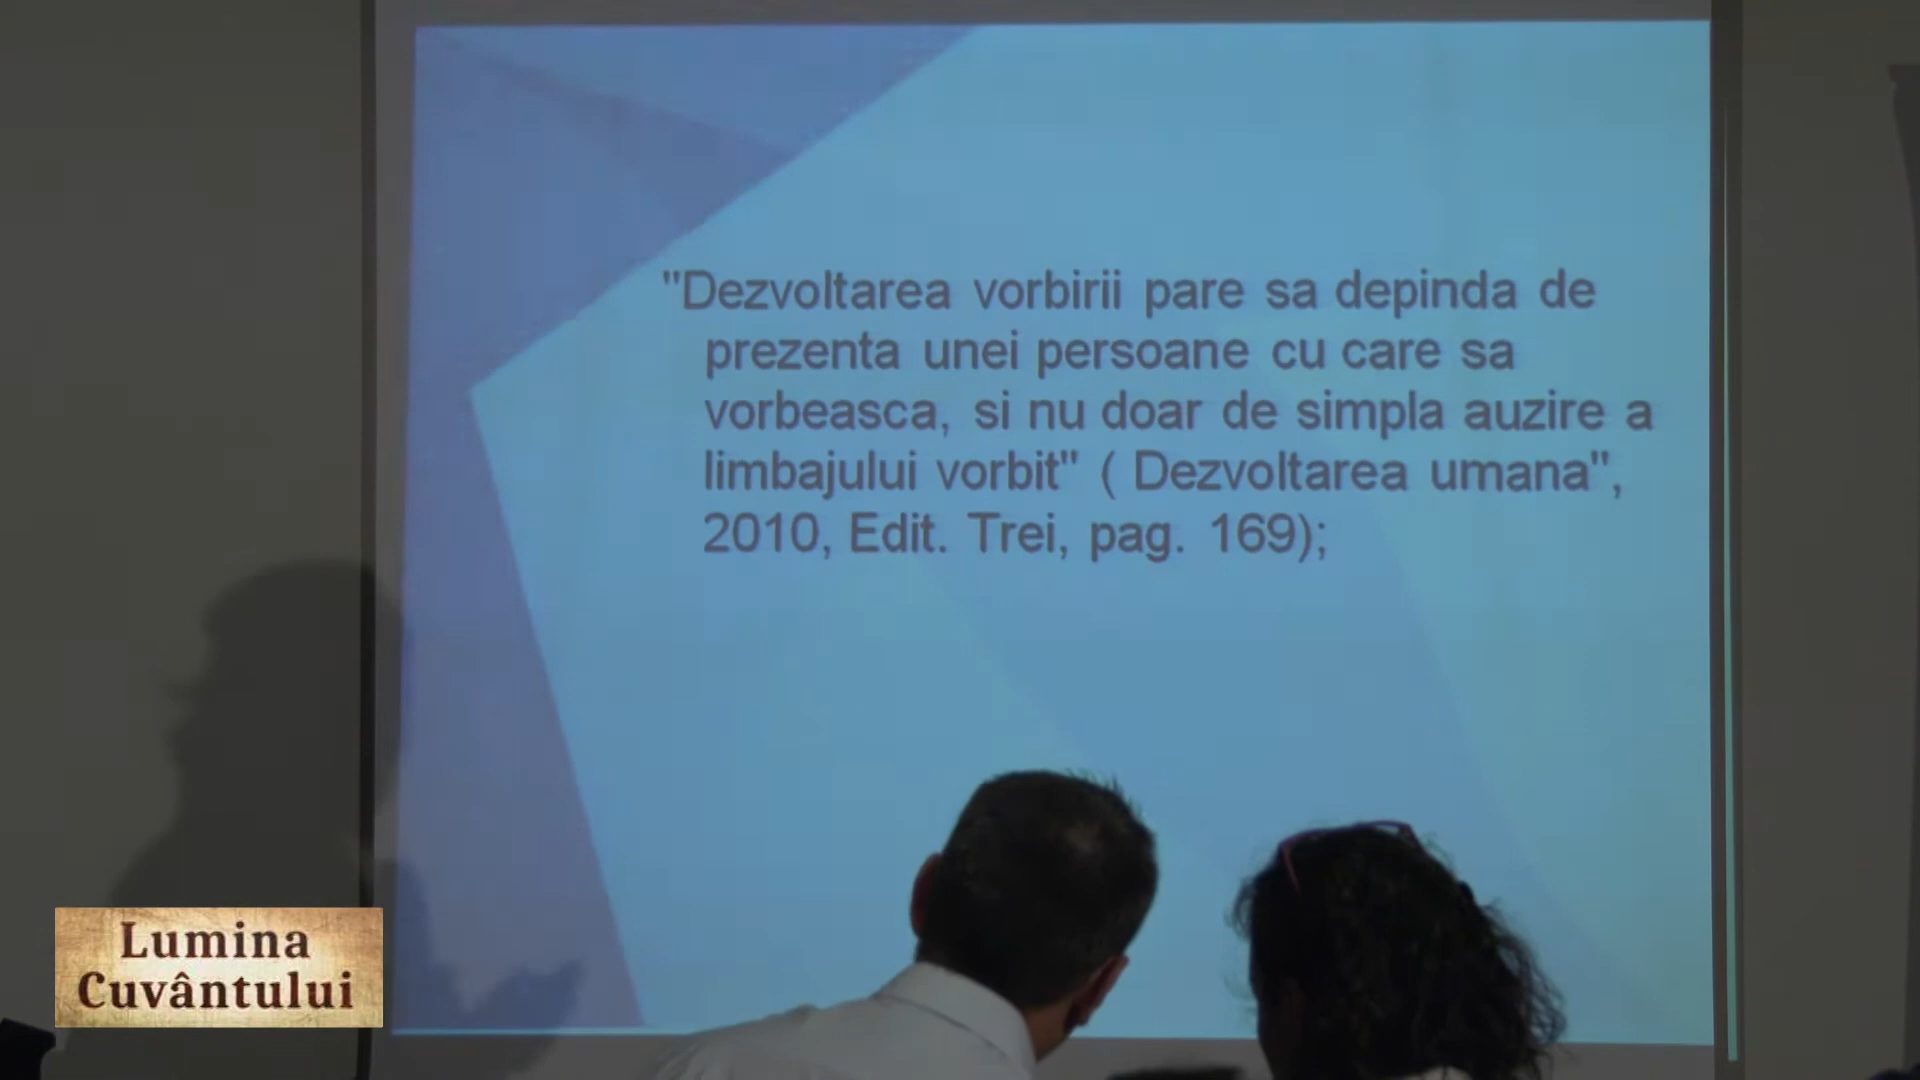 "Dezvoltarea vorbirii pare sa depinda de
prezenta unei persoane cu care sa
vorbeasca, si nu doar de simpla auzire a
limbajului vorbit" ( Dezvoltarea umana",
2010, Edit. Trei, pag. 169);
Lumina
Cuvântului